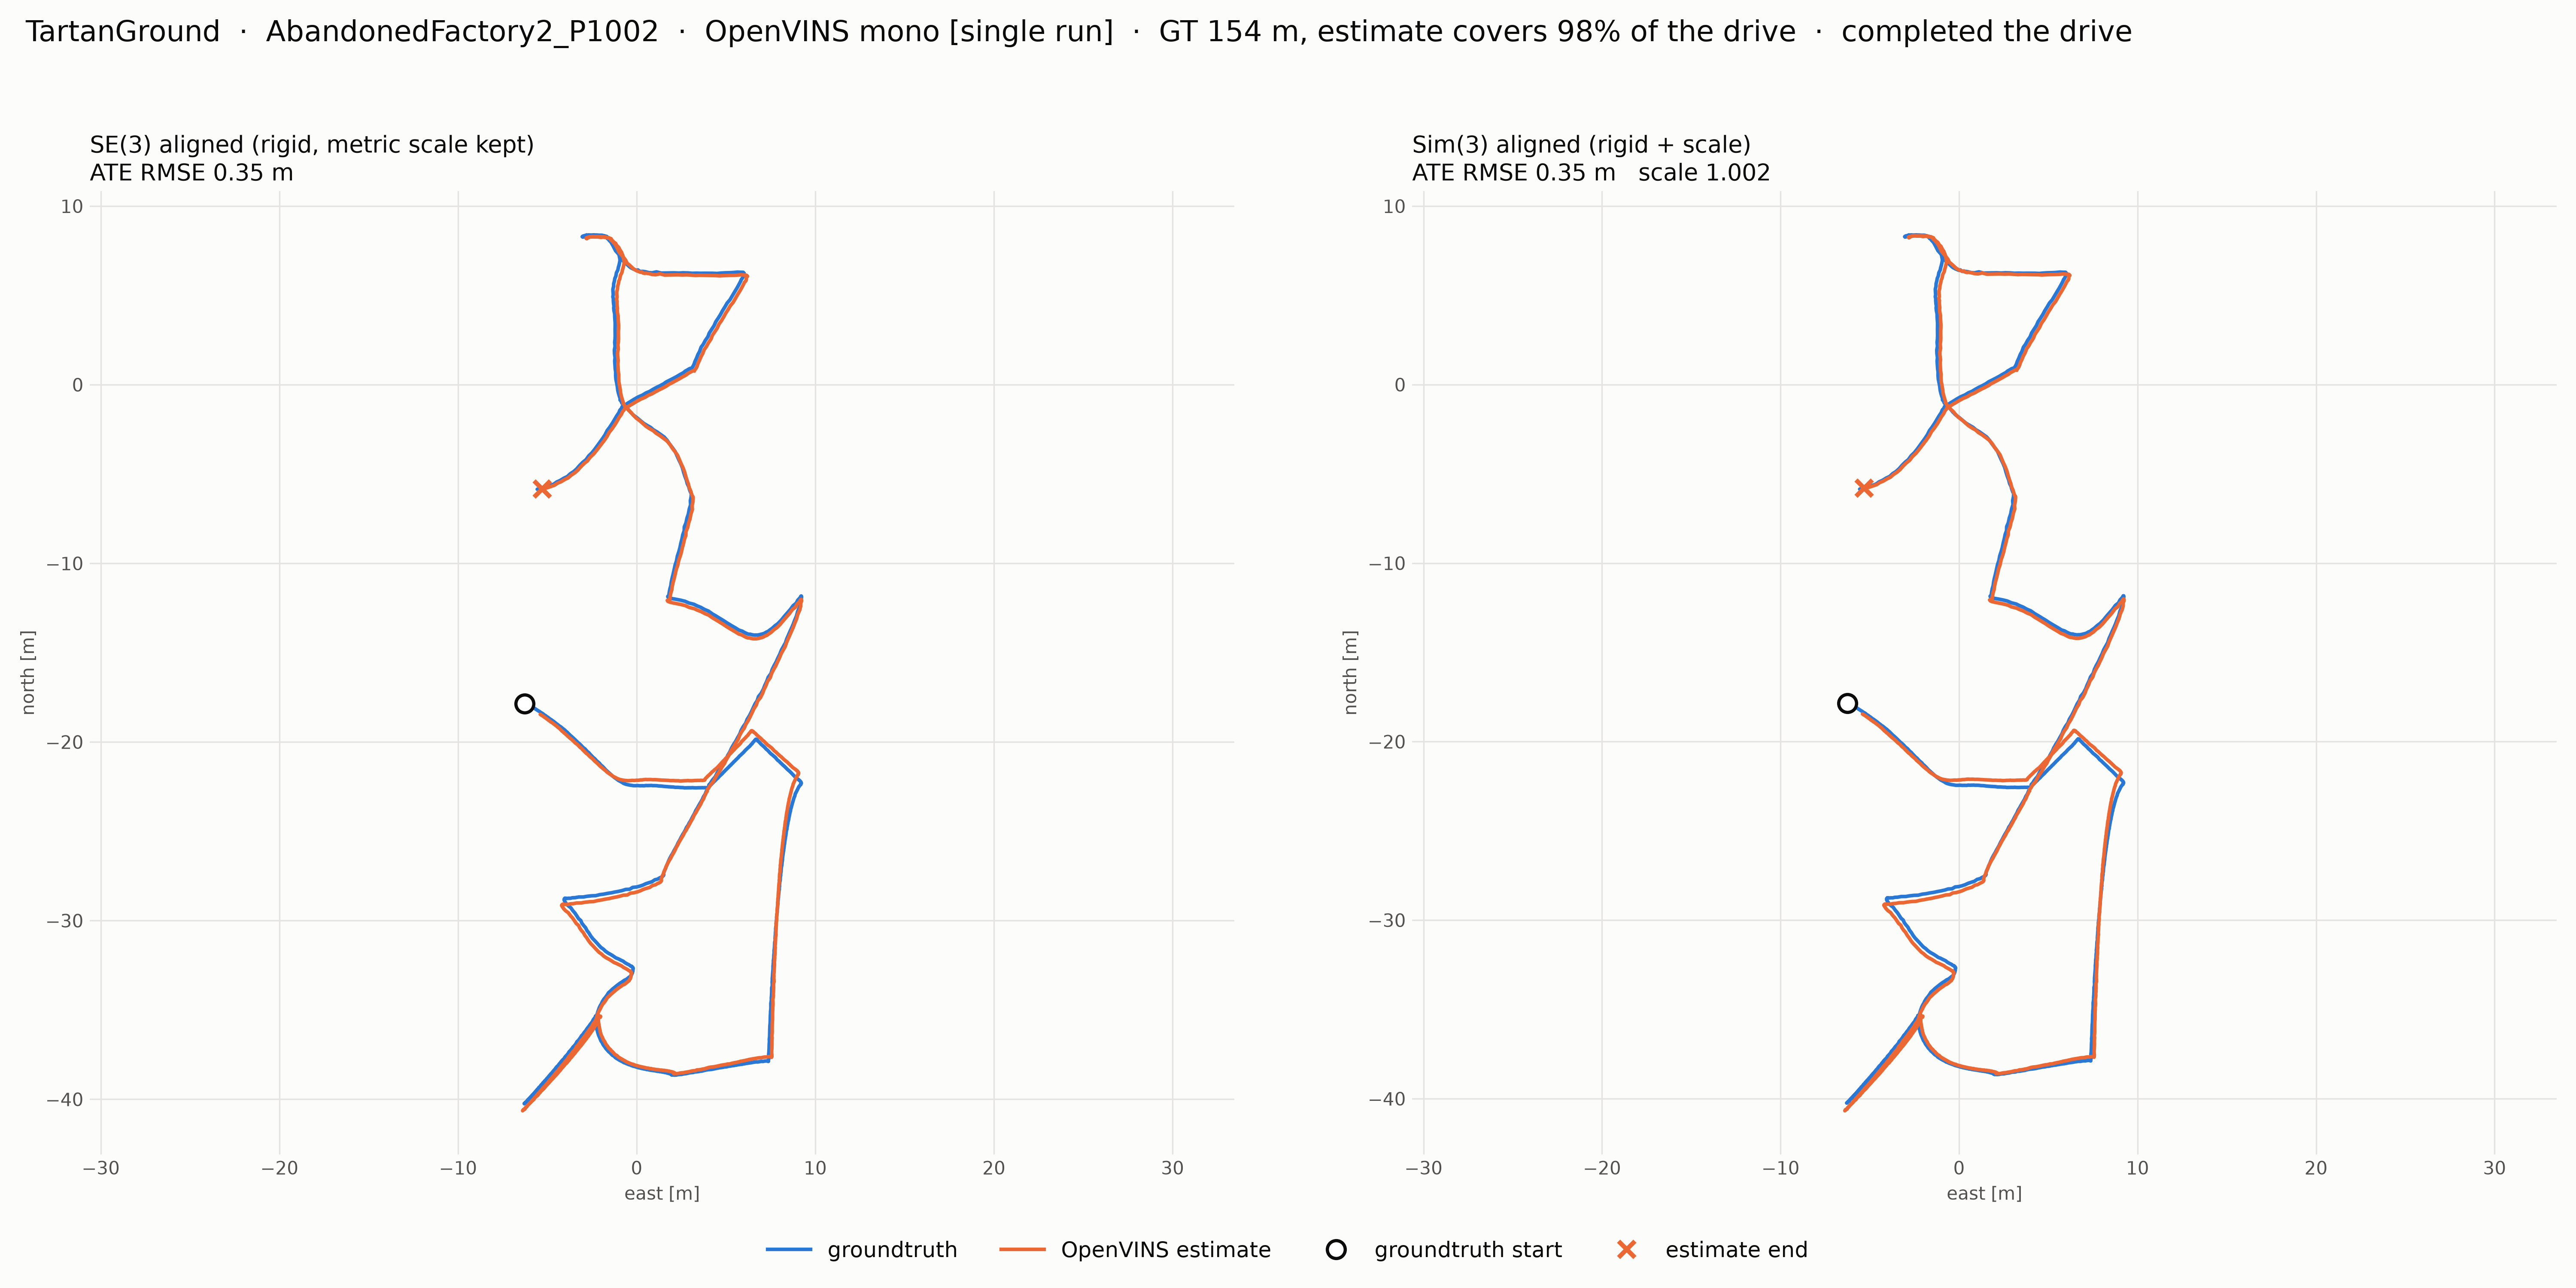 TartanGround · AbandonedFactory2_P1002 · OpenVINS mono [single run] · GT 154 m, estimate covers 98% of the drive · completed the drive
SE(3) aligned (rigid, metric scale kept)
ATE RMSE 0.35 m
10
0
−10
−20
−30
−40
north [m]
−30
−20
−10
0
10
20
30
east [m]
Sim(3) aligned (rigid + scale)
ATE RMSE 0.35 m scale 1.002
10
0
−10
−20
−30
−40
north [m]
−30
−20
−10
0
10
20
30
east [m]
groundtruth
OpenVINS estimate
groundtruth start
estimate end